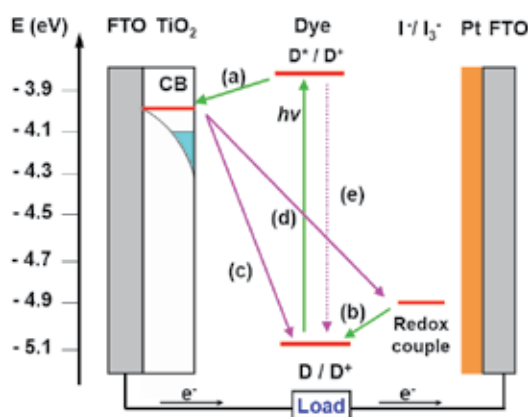 E (eV) FTO TiO₂ Dye I⁻/ I₃⁻ Pt FTO
D* / D⁺
(a)
CB
- 3.9
hν
- 4.1
- 4.3
(e)
- 4.5
(d)
- 4.7
(c)
- 4.9
(b)
Redox
couple
- 5.1
D / D⁺
e⁻ Load e⁻